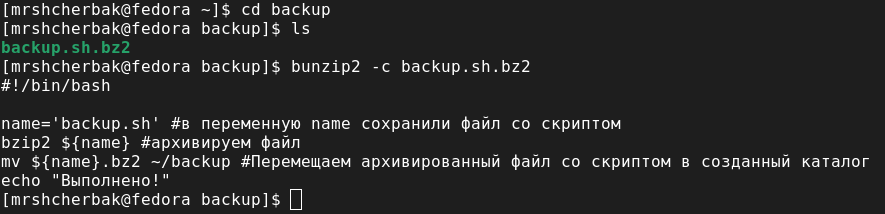 [mrshcherbak@fedora ~]$ cd backup
[mrshcherbak@fedora backup]$ ls
backup.sh.bz2
[mrshcherbak@fedora backup]$ bunzip2 -c backup.sh.bz2
#!/bin/bash

name='backup.sh' #в переменную name сохранили файл со скриптом
bzip2 ${name} #архивируем файл
mv ${name}.bz2 ~/backup #Перемещаем архивированный файл со скриптом в созданный каталог
echo "Выполнено!"
[mrshcherbak@fedora backup]$